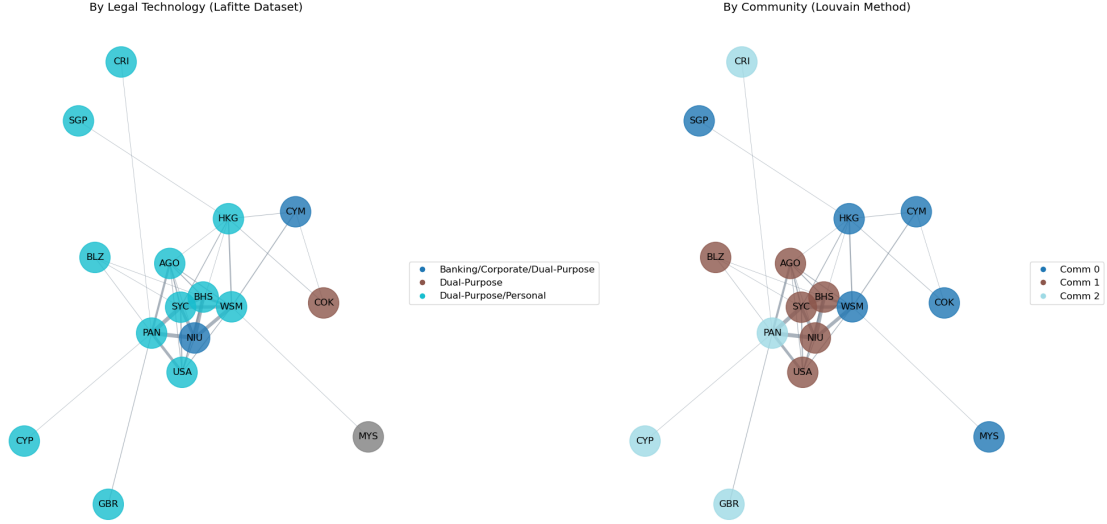 By Legal Technology (Lafitte Dataset)
CRI
SGP
HKG
CYM
BLZ
AGO
BHS
SYC
WSM
COK
PAN
NIU
USA
MYS
CYP
GBR
Banking/Corporate/Dual-Purpose
Dual-Purpose
Dual-Purpose/Personal
By Community (Louvain Method)
CRI
SGP
HKG
CYM
BLZ
AGO
BHS
SYC
WSM
COK
PAN
NIU
USA
MYS
CYP
GBR
Comm 0
Comm 1
Comm 2